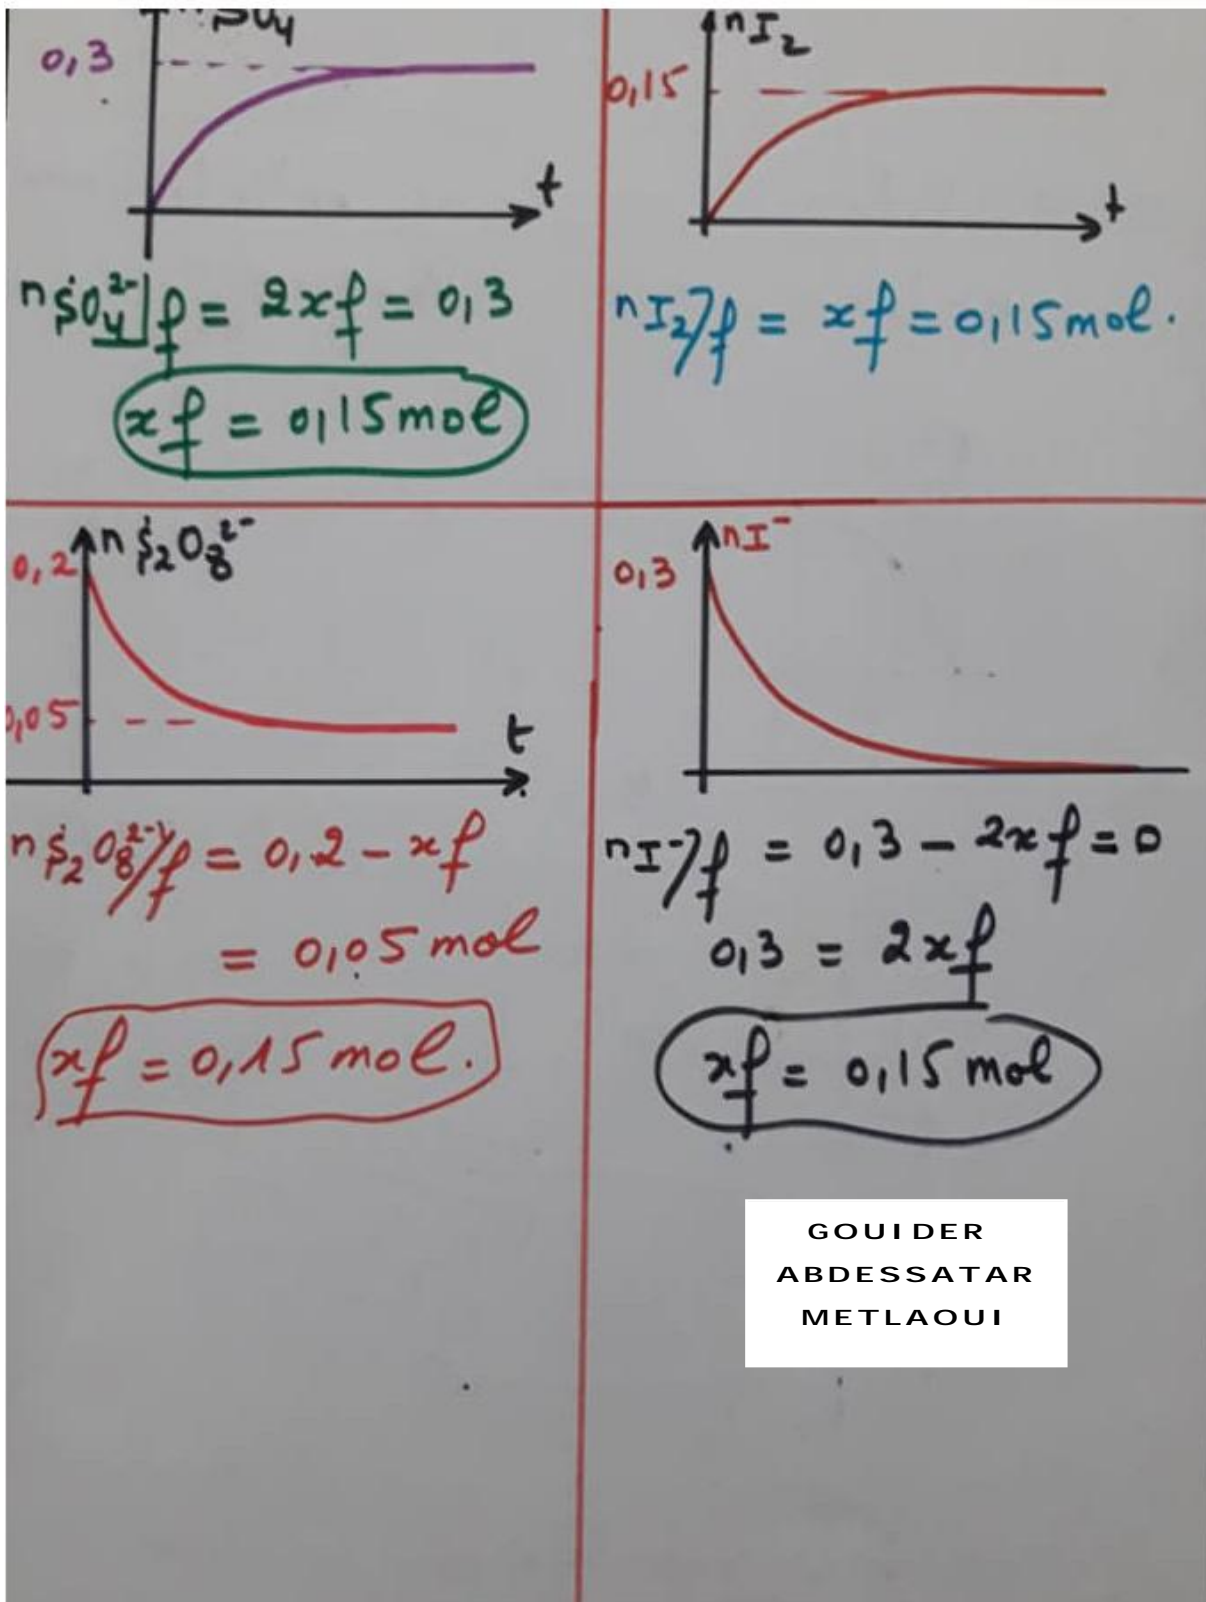 nSO₄
0,3
t
nSO₄²⁻]f = 2xf = 0,3
xf = 0,15 mol
nI₂
0,15
t
nI₂/f = xf = 0,15 mol.
nS₂O₈²⁻
0,2
0,05
t
nS₂O₈²⁻/f = 0,2 - xf
= 0,05 mol
xf = 0,15 mol.
nI⁻
0,3
nI⁻/f = 0,3 - 2xf = 0
0,3 = 2xf
xf = 0,15 mol
GOUIDER
ABDESSATAR
METLAOUI